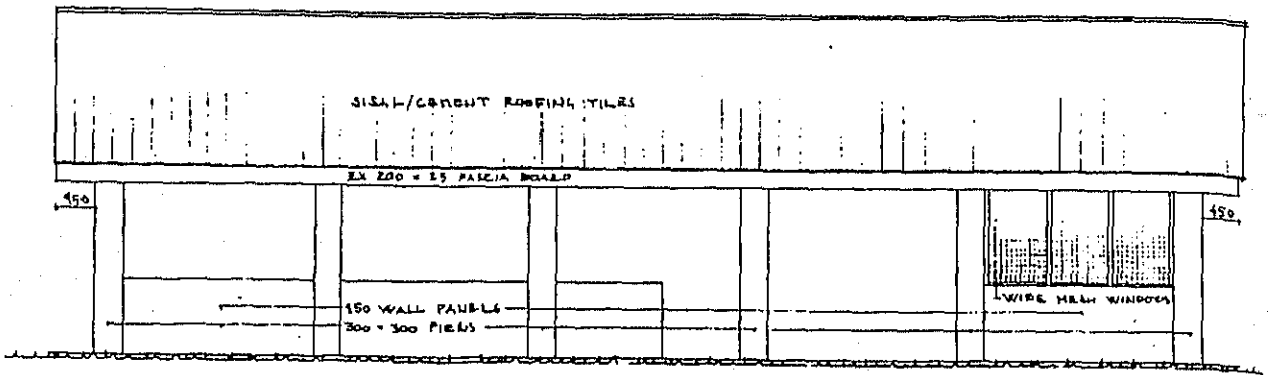 SISAL/CEMENT ROOFING TILES
EX 200 × 25 FASCIA BOARD
450
450
150 WALL PANELS
300 × 300 PIERS
WIRE MESH WINDOWS